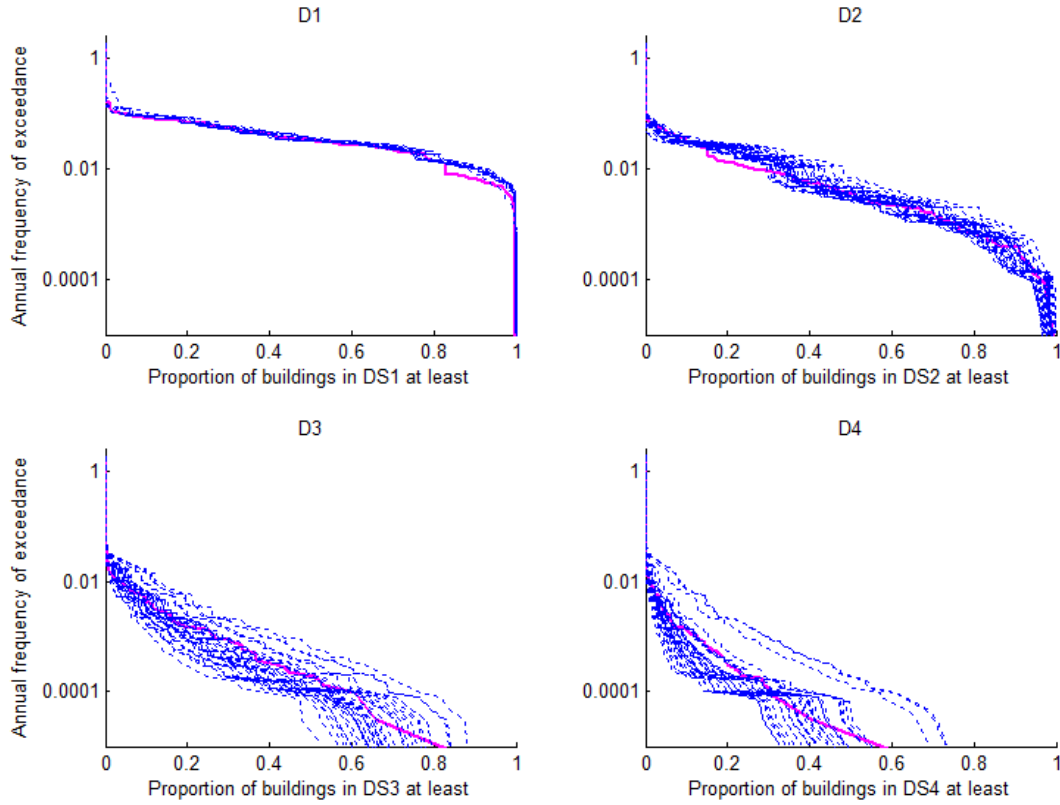 D1
Annual frequency of exceedance
1
0.01
0.0001
0 0.2 0.4 0.6 0.8 1
Proportion of buildings in DS1 at least
D2
1
0.01
0.0001
0 0.2 0.4 0.6 0.8 1
Proportion of buildings in DS2 at least
D3
Annual frequency of exceedance
1
0.01
0.0001
0 0.2 0.4 0.6 0.8 1
Proportion of buildings in DS3 at least
D4
1
0.01
0.0001
0 0.2 0.4 0.6 0.8 1
Proportion of buildings in DS4 at least